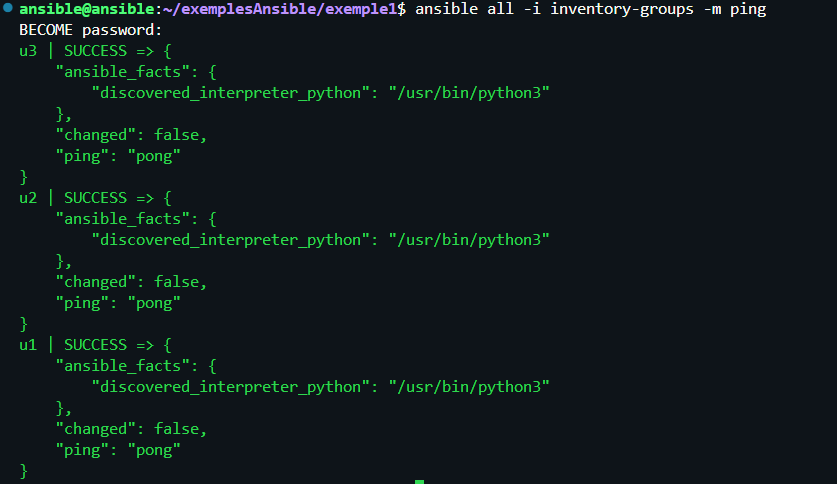 ansible@ansible:~/exemplesAnsible/exemple1$ ansible all -i inventory-groups -m ping
BECOME password:
u3 | SUCCESS => {
    "ansible_facts": {
        "discovered_interpreter_python": "/usr/bin/python3"
    },
    "changed": false,
    "ping": "pong"
}
u2 | SUCCESS => {
    "ansible_facts": {
        "discovered_interpreter_python": "/usr/bin/python3"
    },
    "changed": false,
    "ping": "pong"
}
u1 | SUCCESS => {
    "ansible_facts": {
        "discovered_interpreter_python": "/usr/bin/python3"
    },
    "changed": false,
    "ping": "pong"
}